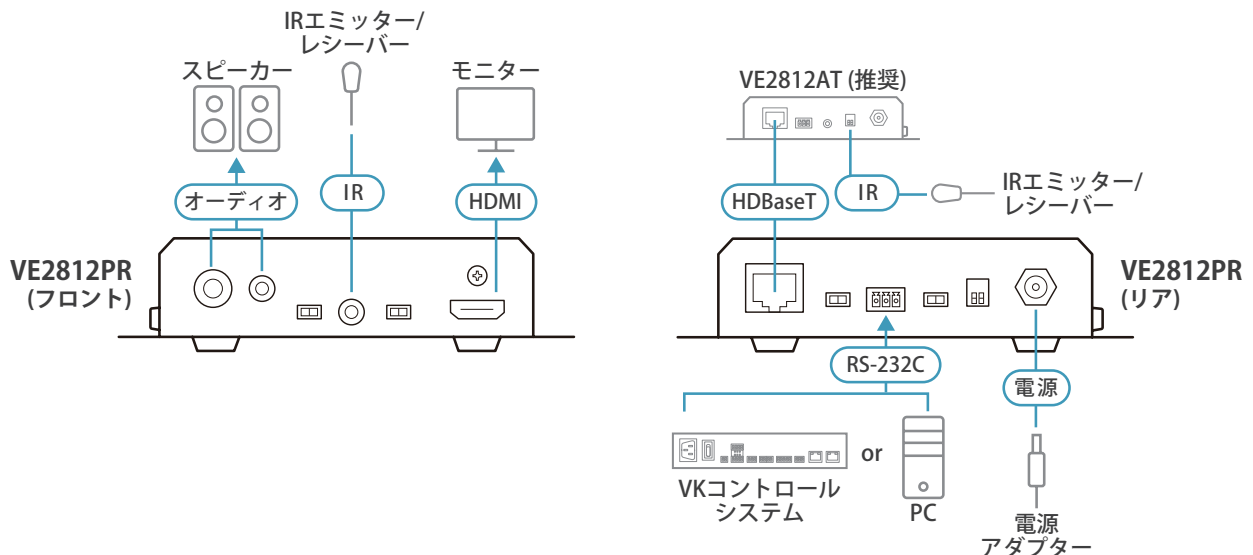 IRエミッター/
レシーバー
スピーカー
モニター
オーディオ
IR
HDMI
VE2812PR
(フロント)
VE2812AT (推奨)
HDBaseT
IR
IRエミッター/
レシーバー
VE2812PR
(リア)
RS-232C
電源
or
VKコントロール
システム
PC
電源
アダプター